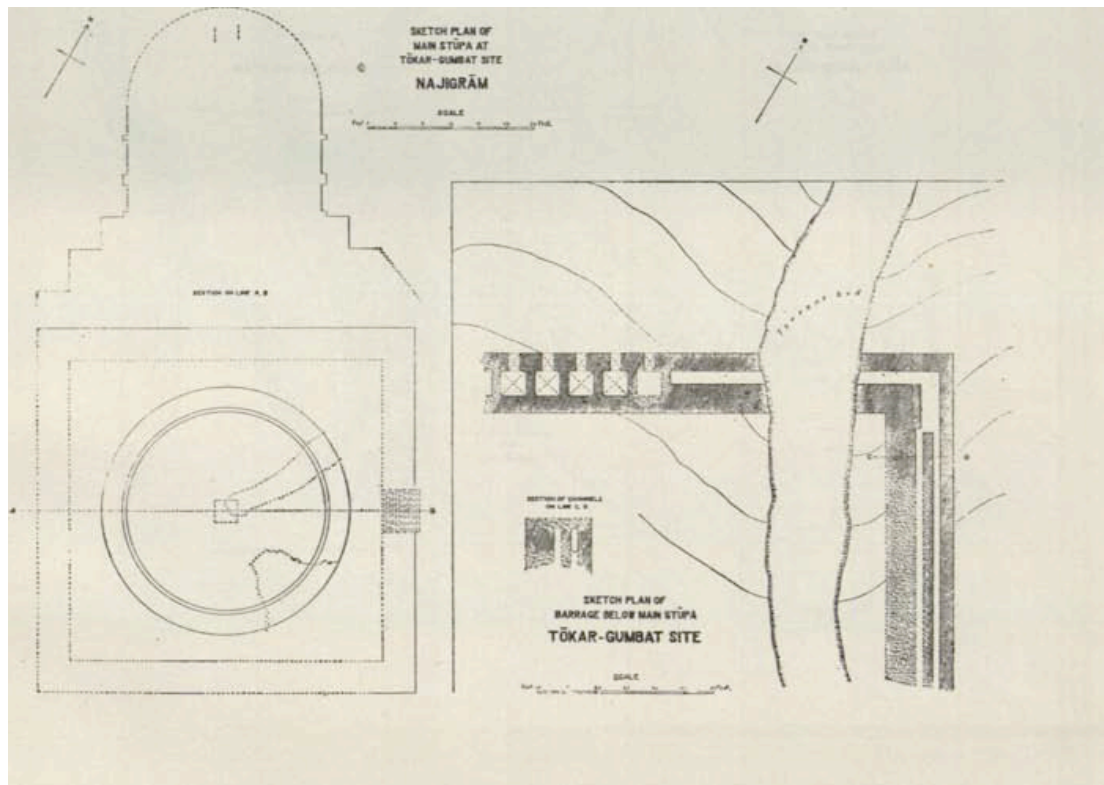 SKETCH PLAN OF
MAIN STŪPA AT
TŌKAR-GUMBAT SITE
NAJIGRĀM
SCALE
SECTION ON LINE A, B
SECTION OF CHANNELS
ON LINE C, D
SKETCH PLAN OF
BARRAGE BELOW MAIN STŪPA
TŌKAR-GUMBAT SITE
SCALE